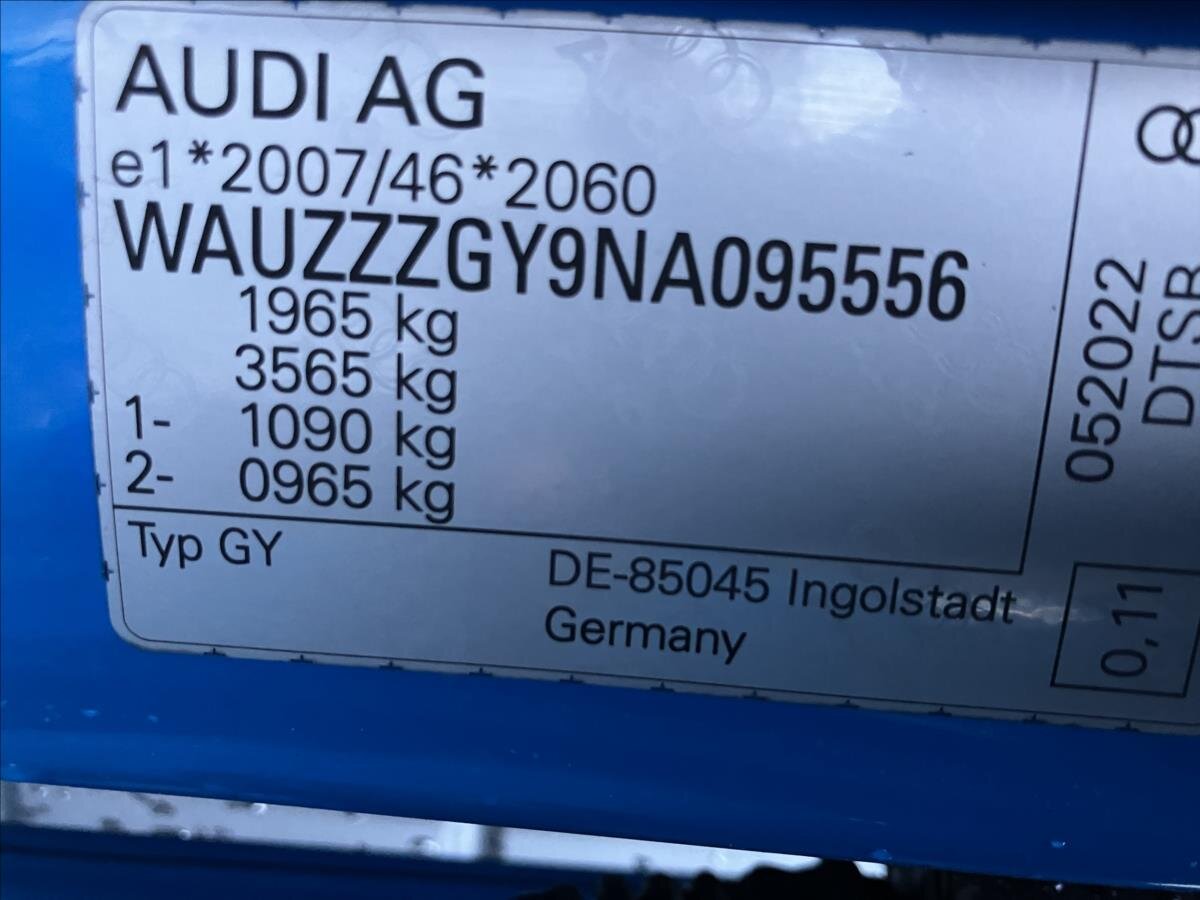 AUDI AG
e1*2007/46*2060
WAUZZZGY9NA095556
1965 kg
3565 kg
1- 1090 kg
2- 0965 kg
Typ GY
DE-85045 Ingolstadt
Germany
052022
DTSB
0,11